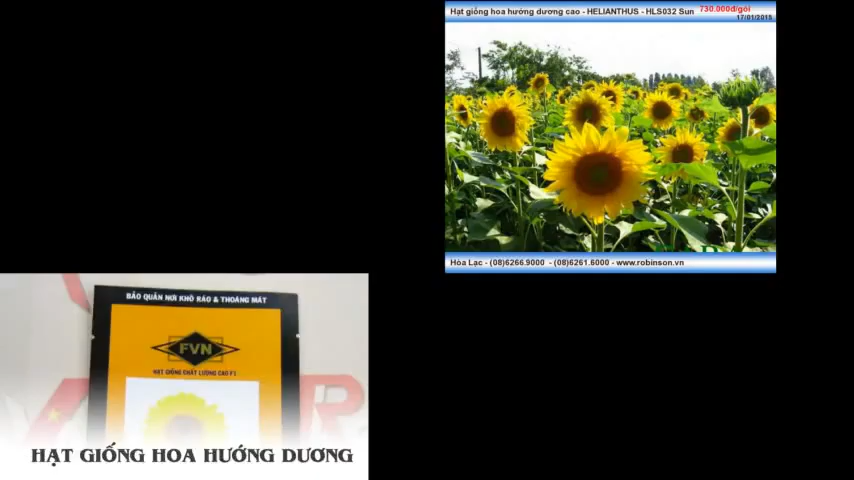 Hạt giống hoa hướng dương cao - HELIANTHUS - HLS032 Sun 730.000đ/gói
17/01/2018
Hòa Lạc - (08)6266.9000 - (08)6261.6000 - www.robinson.vn
BẢO QUẢN NƠI KHÔ RÁO & THOÁNG MÁT
FVN
HẠT GIỐNG CHẤT LƯỢNG CAO F1
R
HẠT GIỐNG HOA HƯỚNG DƯƠNG